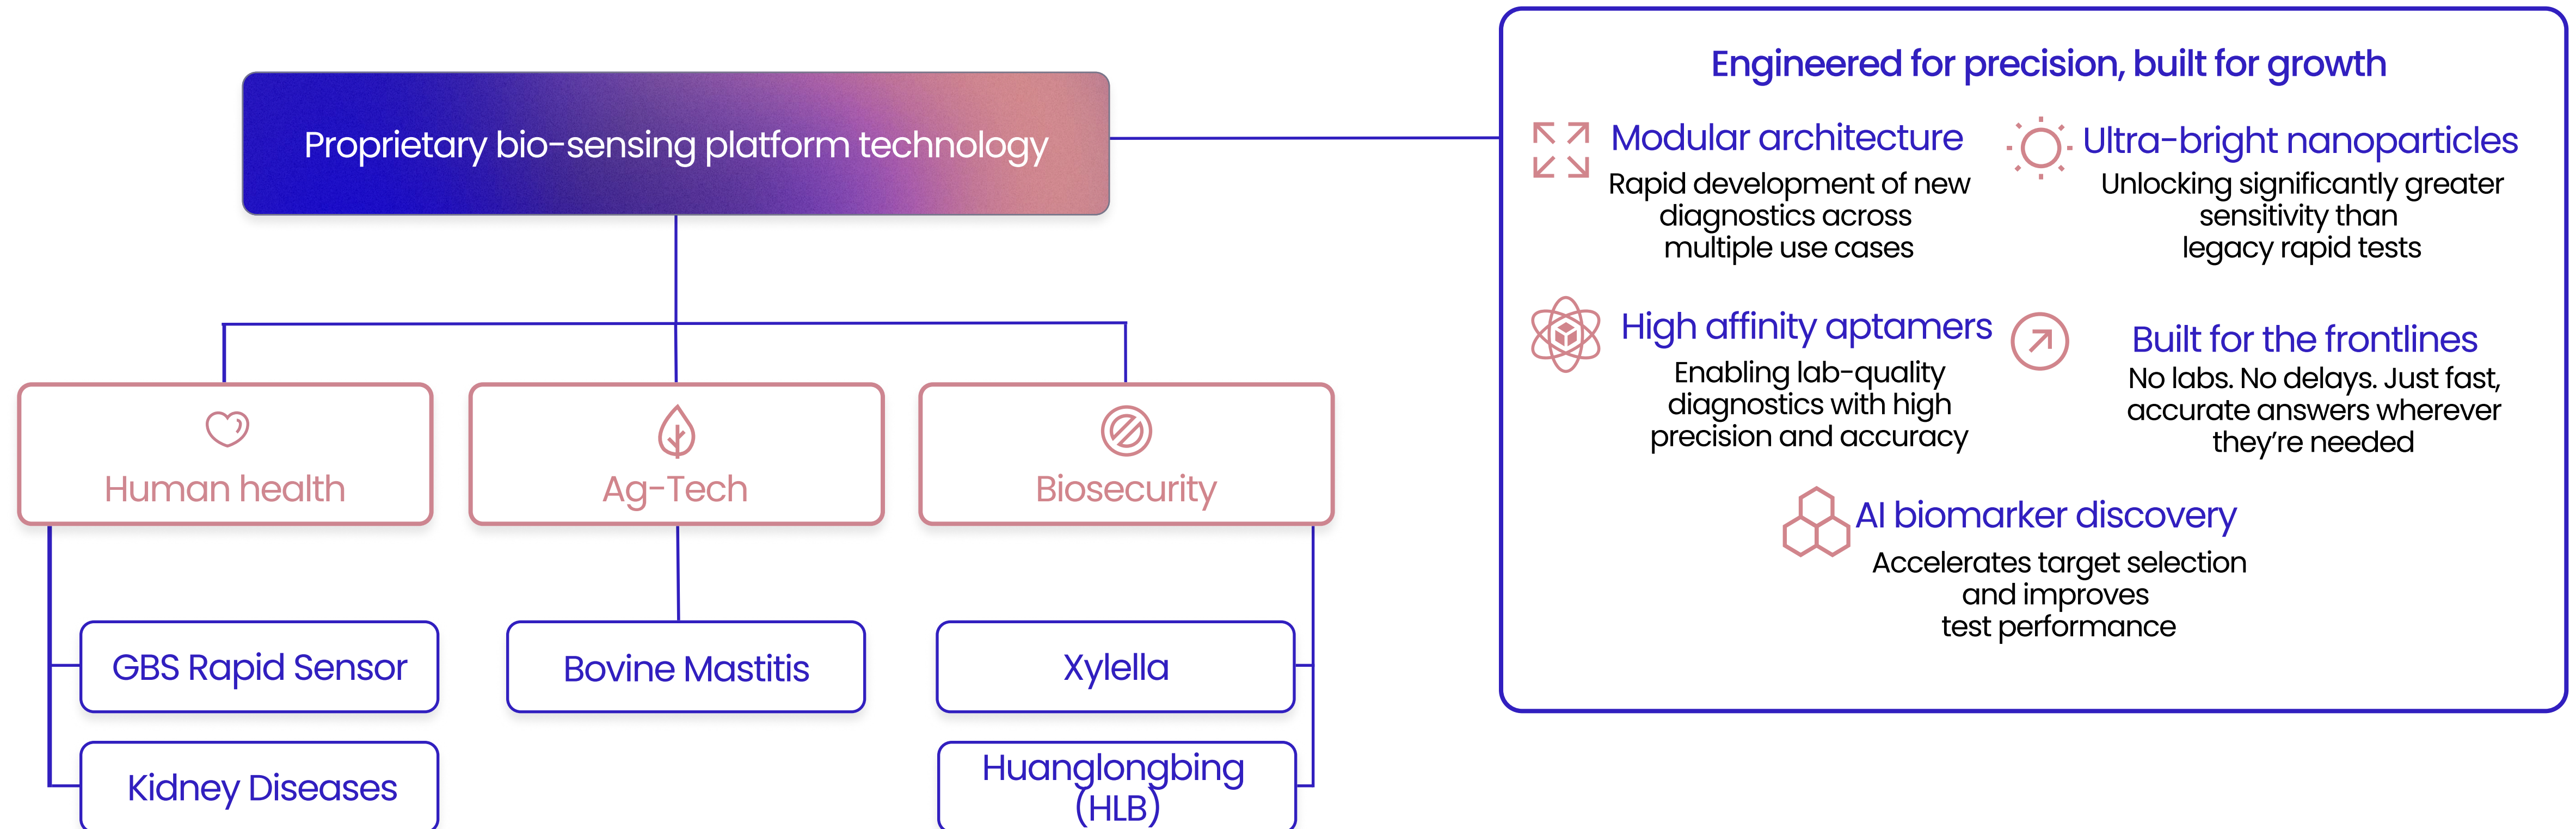 Proprietary bio-sensing platform technology
Human health
Ag-Tech
Biosecurity
GBS Rapid Sensor
Kidney Diseases
Bovine Mastitis
Xylella
Huanglongbing
(HLB)
Engineered for precision, built for growth
Modular architecture
Rapid development of new
diagnostics across
multiple use cases
Ultra-bright nanoparticles
Unlocking significantly greater
sensitivity than
legacy rapid tests
High affinity aptamers
Enabling lab-quality
diagnostics with high
precision and accuracy
Built for the frontlines
No labs. No delays. Just fast,
accurate answers wherever
they’re needed
AI biomarker discovery
Accelerates target selection
and improves
test performance